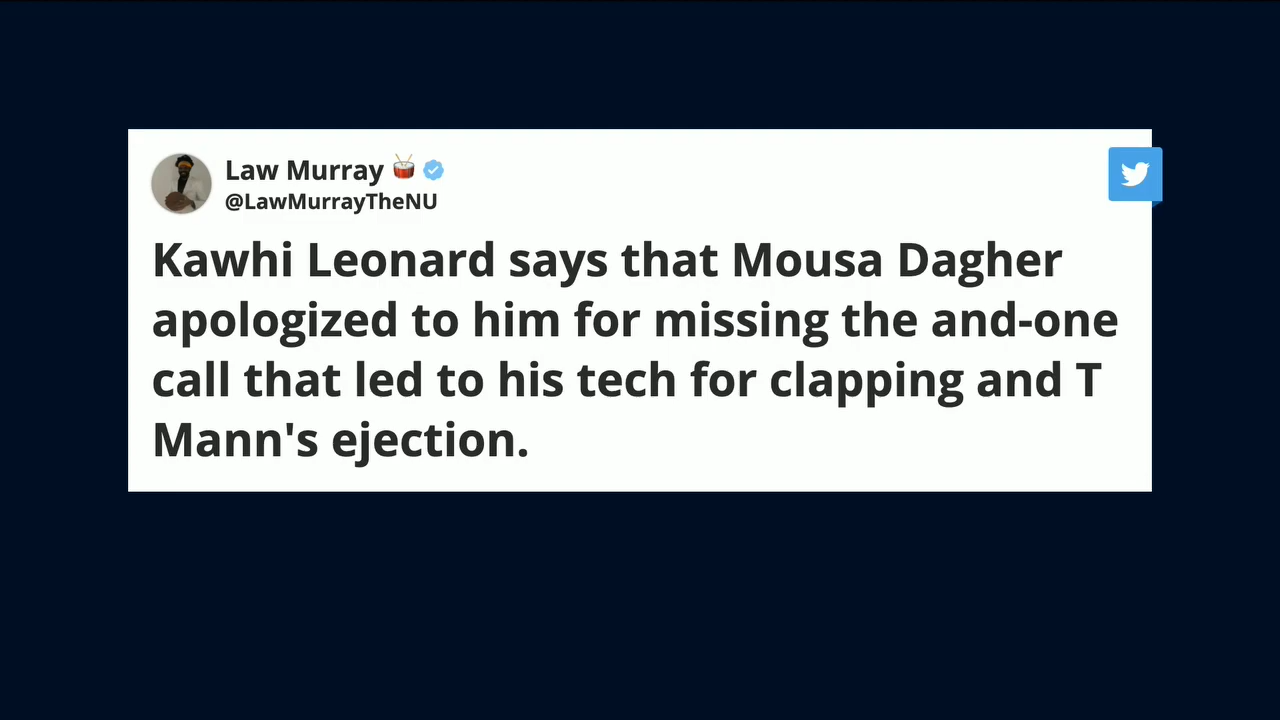 Law Murray 🥁
@LawMurrayTheNU
Kawhi Leonard says that Mousa Dagher
apologized to him for missing the and-one
call that led to his tech for clapping and T
Mann's ejection.